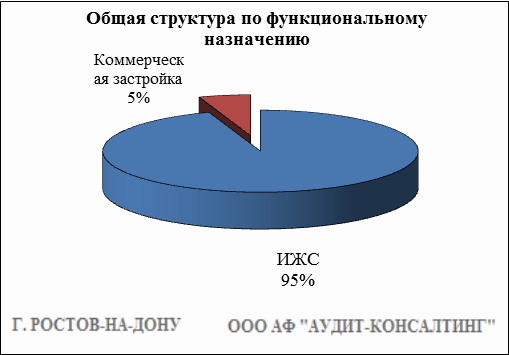 Общая структура по функциональному
назначению
Коммерческ
ая застройка
5%
ИЖС
95%
Г. РОСТОВ-НА-ДОНУ
ООО АФ "АУДИТ-КОНСАЛТИНГ"